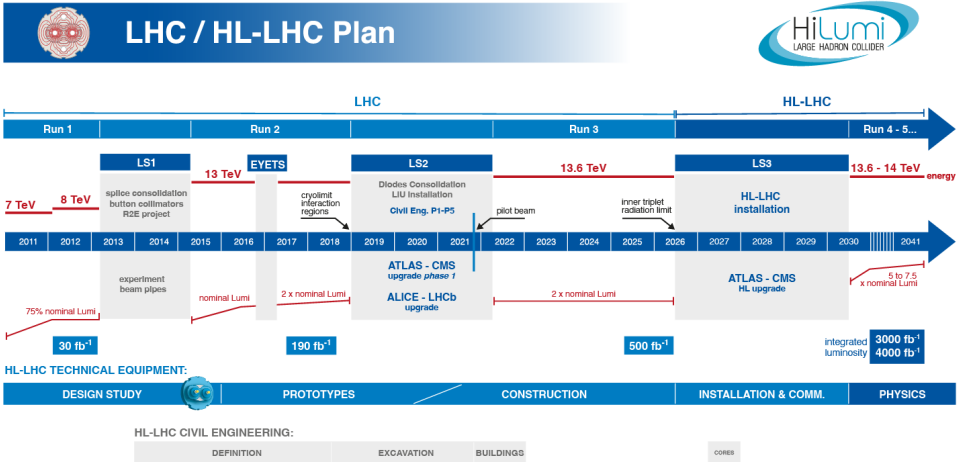 LHC / HL-LHC Plan
HiLumi
LARGE HADRON COLLIDER
LHC
HL-LHC
Run 1
Run 2
Run 3
Run 4 - 5...
LS1
EYETS
LS2
LS3
13 TeV
13.6 TeV
13.6 - 14 TeV
energy
7 TeV
8 TeV
splice consolidation
button collimators
R2E project
cryolimit
interaction
regions
Diodes Consolidation
LIU Installation
Civil Eng. P1-P5
pilot beam
inner triplet
radiation limit
HL-LHC
installation
2011
2012
2013
2014
2015
2016
2017
2018
2019
2020
2021
2022
2023
2024
2025
2026
2027
2028
2029
2030
2041
experiment
beam pipes
ATLAS - CMS
upgrade phase 1
ALICE - LHCb
upgrade
ATLAS - CMS
HL upgrade
75% nominal Lumi
nominal Lumi
2 x nominal Lumi
2 x nominal Lumi
5 to 7.5
x nominal Lumi
30 fb⁻¹
190 fb⁻¹
500 fb⁻¹
integrated
luminosity
3000 fb⁻¹
4000 fb⁻¹
HL-LHC TECHNICAL EQUIPMENT:
DESIGN STUDY
PROTOTYPES
CONSTRUCTION
INSTALLATION & COMM.
PHYSICS
HL-LHC CIVIL ENGINEERING:
DEFINITION
EXCAVATION
BUILDINGS
CORES